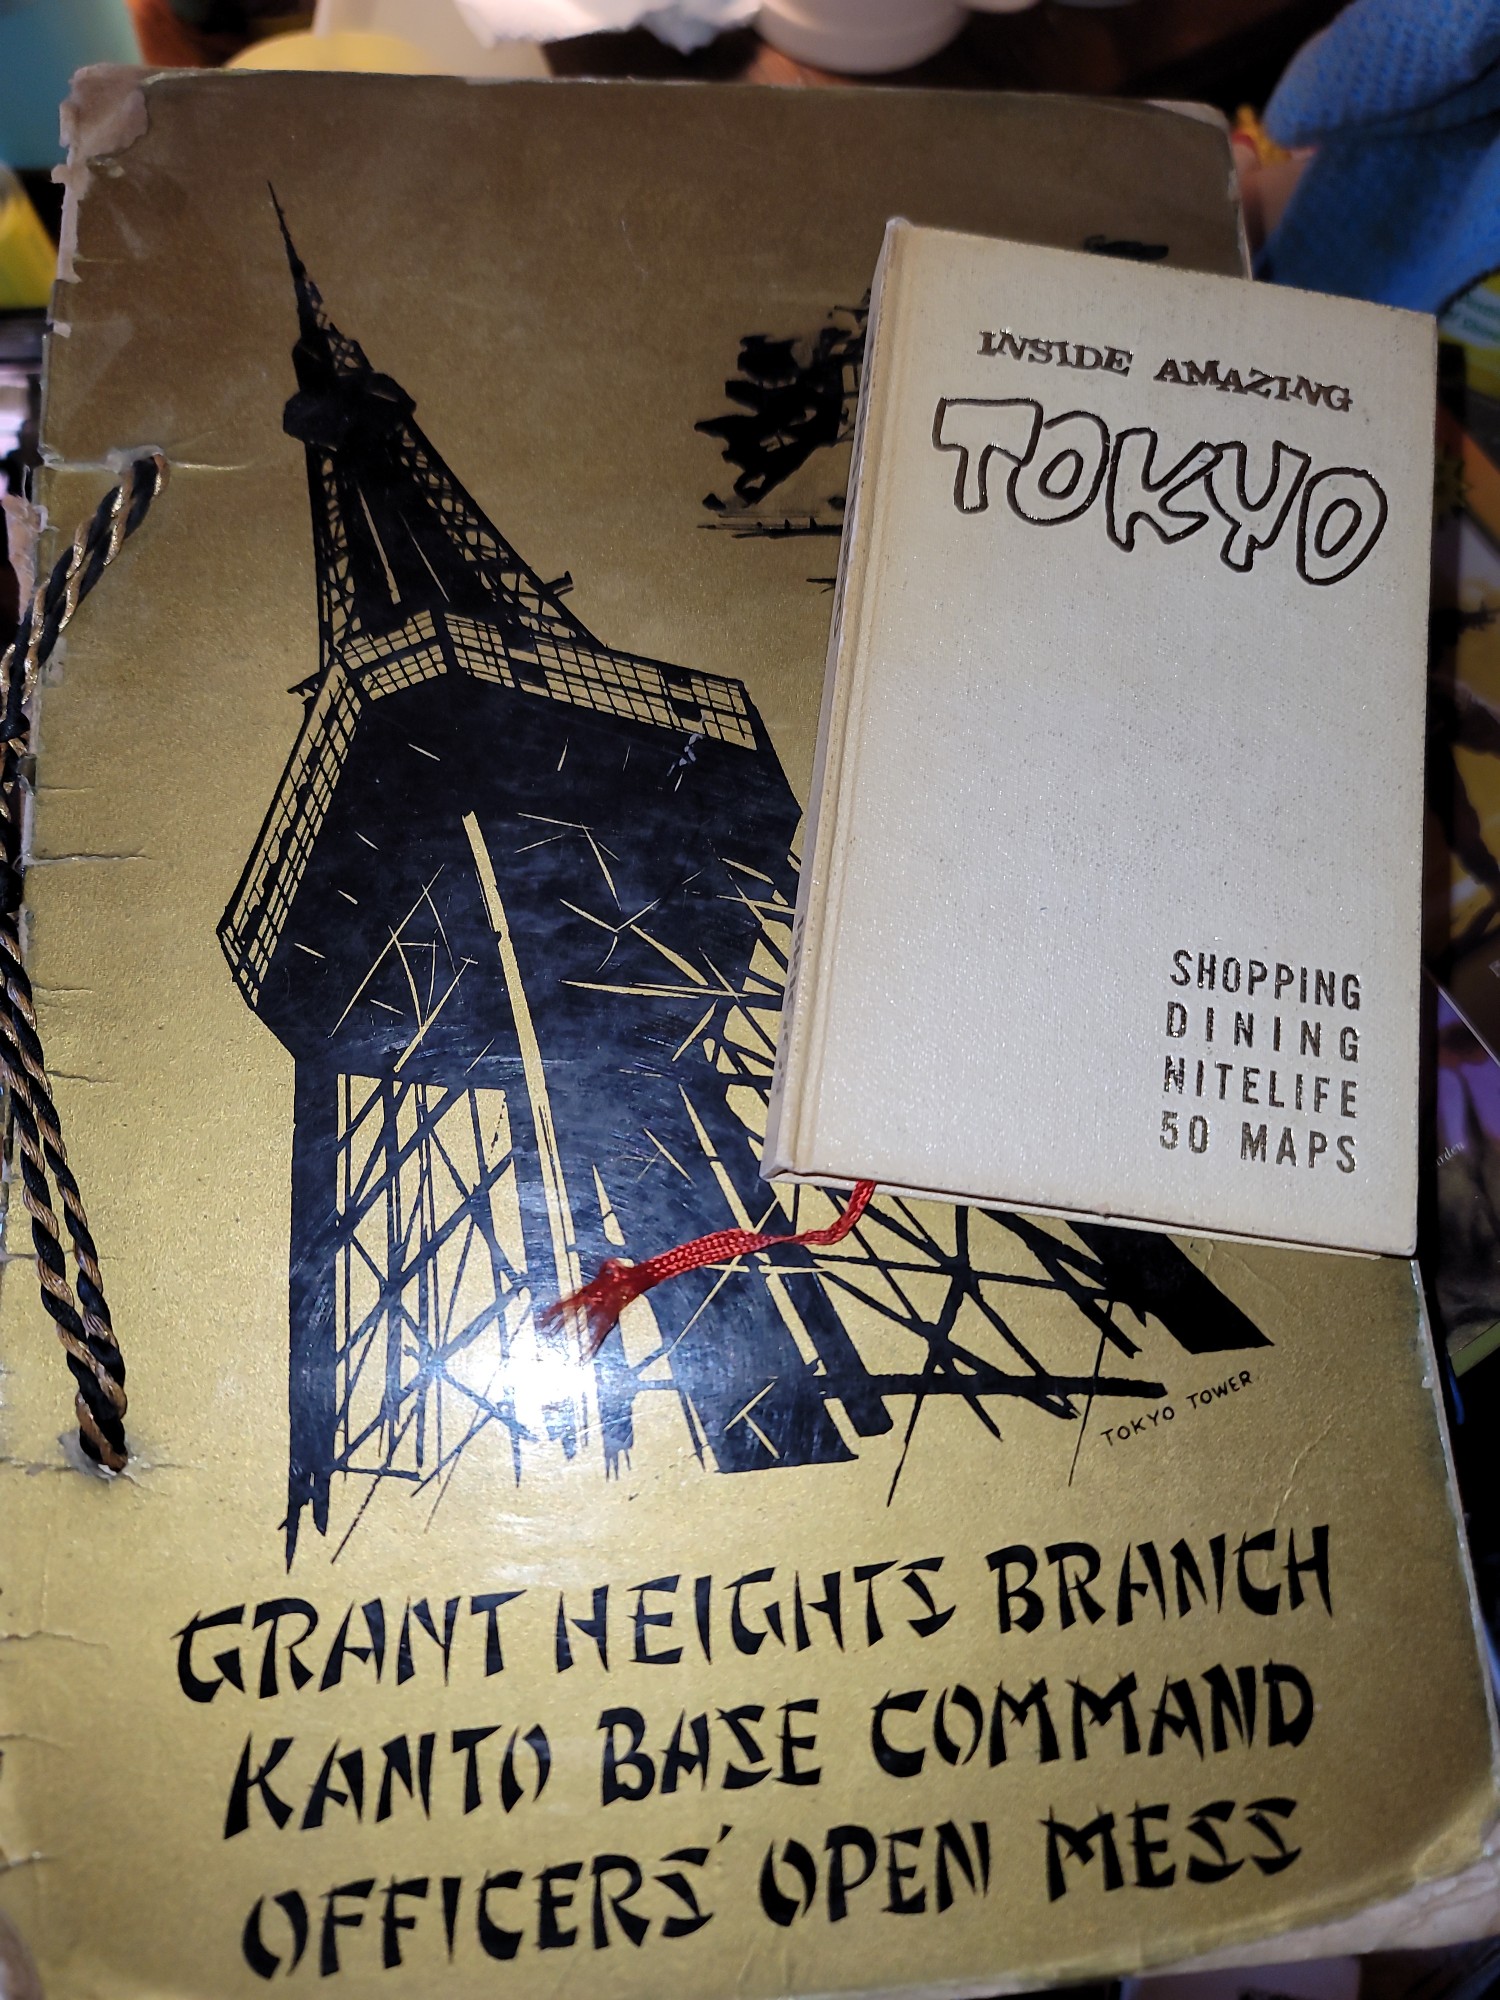 INSIDE AMAZING
TOKYO
SHOPPING
DINING
NITELIFE
50 MAPS
TOKYO TOWER
GRANT HEIGHTS BRANCH
KANTO BASE COMMAND
OFFICERS' OPEN MESS